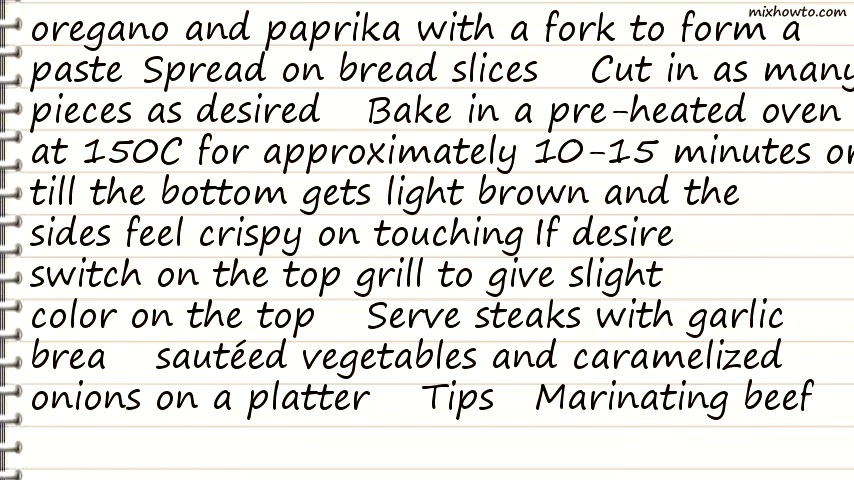 mixhowto.com
oregano and paprika with a fork to form a
paste Spread on bread slices Cut in as many
pieces as desired Bake in a pre-heated oven
at 150C for approximately 10-15 minutes or
till the bottom gets light brown and the
sides feel crispy on touching If desire
switch on the top grill to give slight
color on the top Serve steaks with garlic
brea sautéed vegetables and caramelized
onions on a platter Tips Marinating beef